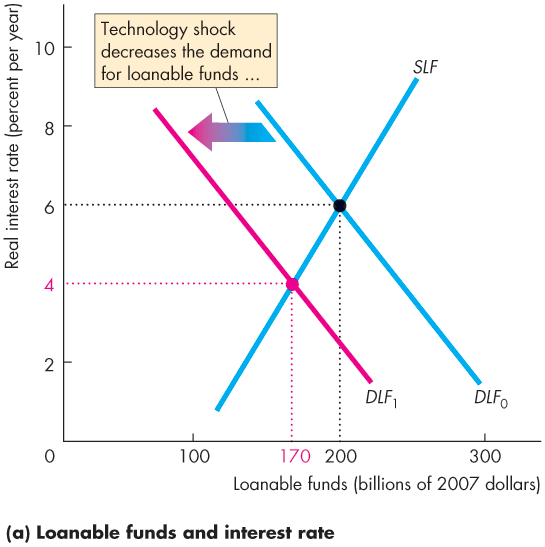 Real interest rate (percent per year)
Technology shock
decreases the demand
for loanable funds ...
10
8
6
4
2
0
SLF
DLF1
DLF0
100
170
200
300
Loanable funds (billions of 2007 dollars)
(a) Loanable funds and interest rate